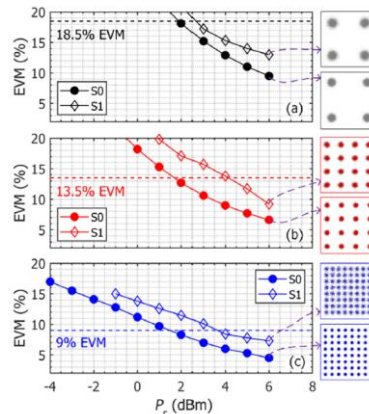 20
15
10
5
EVM (%)
18.5% EVM
S0
S1
(a)
20
15
10
5
EVM (%)
13.5% EVM
S0
S1
(b)
20
15
10
5
EVM (%)
9% EVM
S0
S1
(c)
-4 -2 0 2 4 6 8
Pr (dBm)